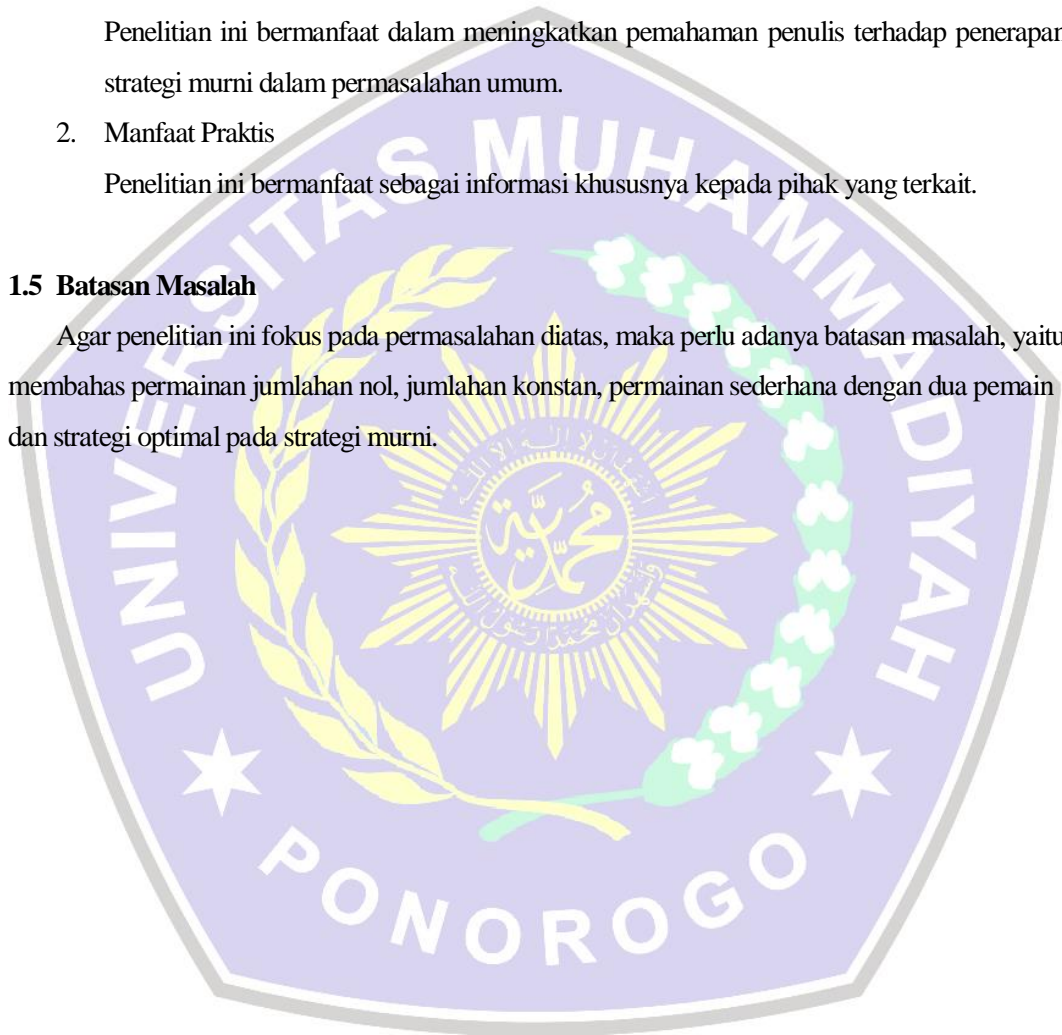 Penelitian ini bermanfaat dalam meningkatkan pemahaman penulis terhadap penerapan
strategi murni dalam permasalahan umum.
2. Manfaat Praktis
Penelitian ini bermanfaat sebagai informasi khususnya kepada pihak yang terkait.
1.5 Batasan Masalah
Agar penelitian ini fokus pada permasalahan diatas, maka perlu adanya batasan masalah, yaitu
membahas permainan jumlahan nol, jumlahan konstan, permainan sederhana dengan dua pemain
dan strategi optimal pada strategi murni.
UNIVERSITAS MUHAMMADIYAH
PONOROGO